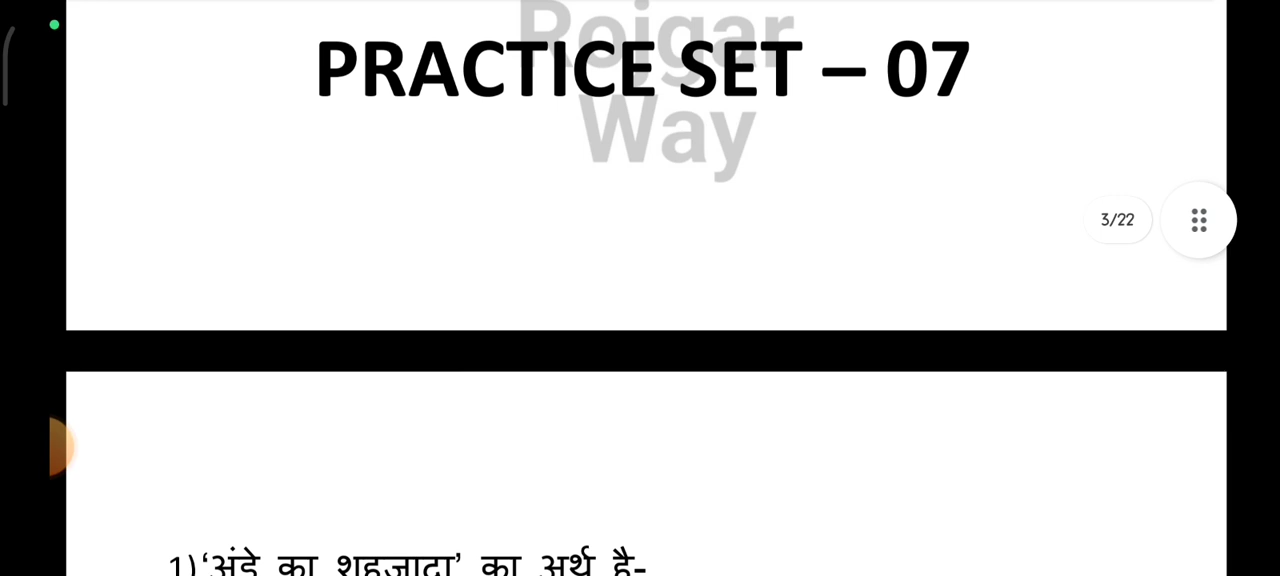 Rojgar
PRACTICE SET – 07
Way
3/22
1)‘अंडे का शहजादा’ का अर्थ है-